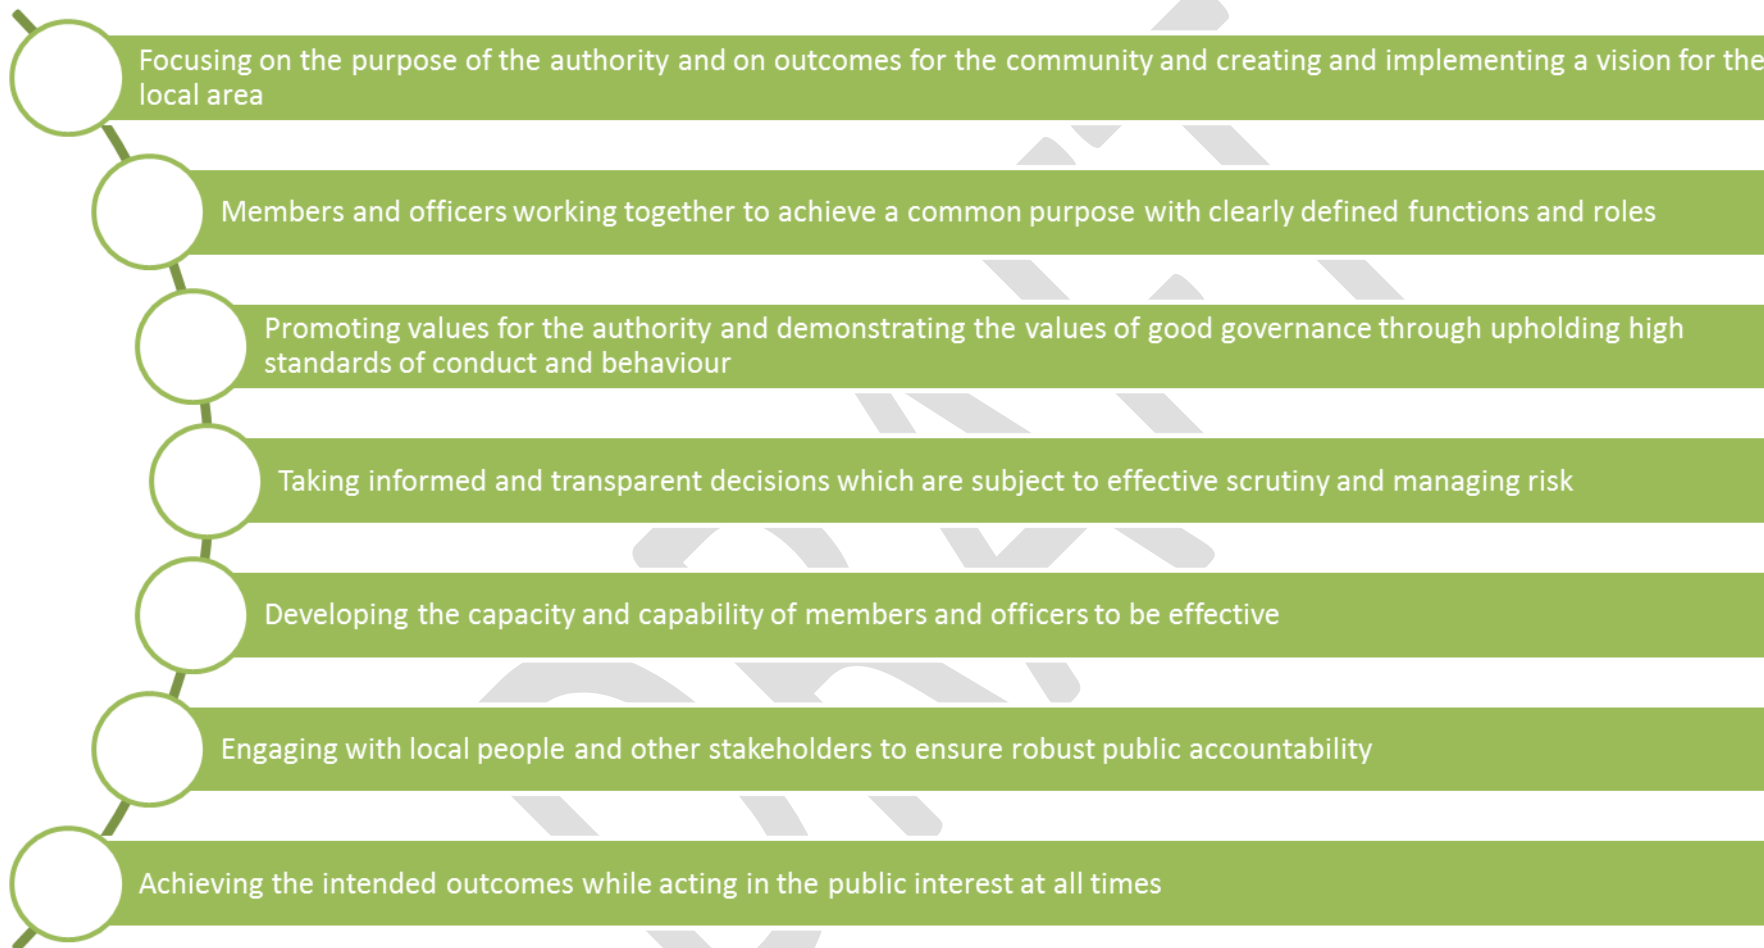 Focusing on the purpose of the authority and on outcomes for the community and creating and implementing a vision for the
local area
Members and officers working together to achieve a common purpose with clearly defined functions and roles
Promoting values for the authority and demonstrating the values of good governance through upholding high
standards of conduct and behaviour
Taking informed and transparent decisions which are subject to effective scrutiny and managing risk
Developing the capacity and capability of members and officers to be effective
Engaging with local people and other stakeholders to ensure robust public accountability
Achieving the intended outcomes while acting in the public interest at all times